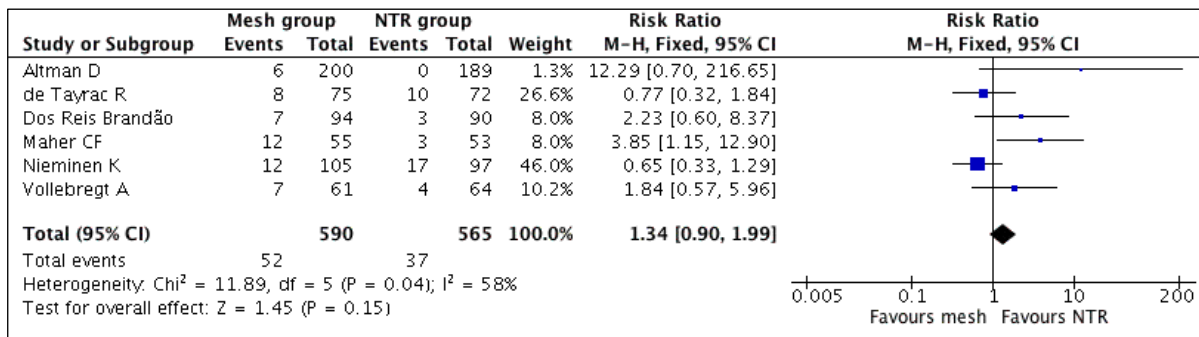 Mesh group NTR group Risk Ratio Risk Ratio
Study or Subgroup Events Total Events Total Weight M-H, Fixed, 95% CI M-H, Fixed, 95% CI
Altman D 6 200 0 189 1.3% 12.29 [0.70, 216.65]
de Tayrac R 8 75 10 72 26.6% 0.77 [0.32, 1.84]
Dos Reis Brandão 7 94 3 90 8.0% 2.23 [0.60, 8.37]
Maher CF 12 55 3 53 8.0% 3.85 [1.15, 12.90]
Nieminen K 12 105 17 97 46.0% 0.65 [0.33, 1.29]
Vollebregt A 7 61 4 64 10.2% 1.84 [0.57, 5.96]
Total (95% CI) 590 565 100.0% 1.34 [0.90, 1.99]
Total events 52 37
Heterogeneity: Chi² = 11.89, df = 5 (P = 0.04); I² = 58%
Test for overall effect: Z = 1.45 (P = 0.15)
0.005 0.1 1 10 200
Favours mesh Favours NTR